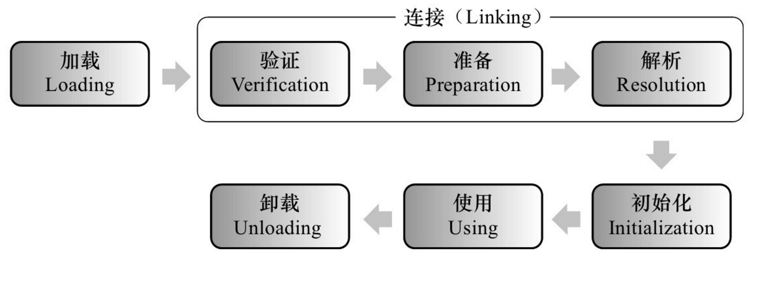 连接（Linking）
加载
Loading
验证
Verification
准备
Preparation
解析
Resolution
卸载
Unloading
使用
Using
初始化
Initialization